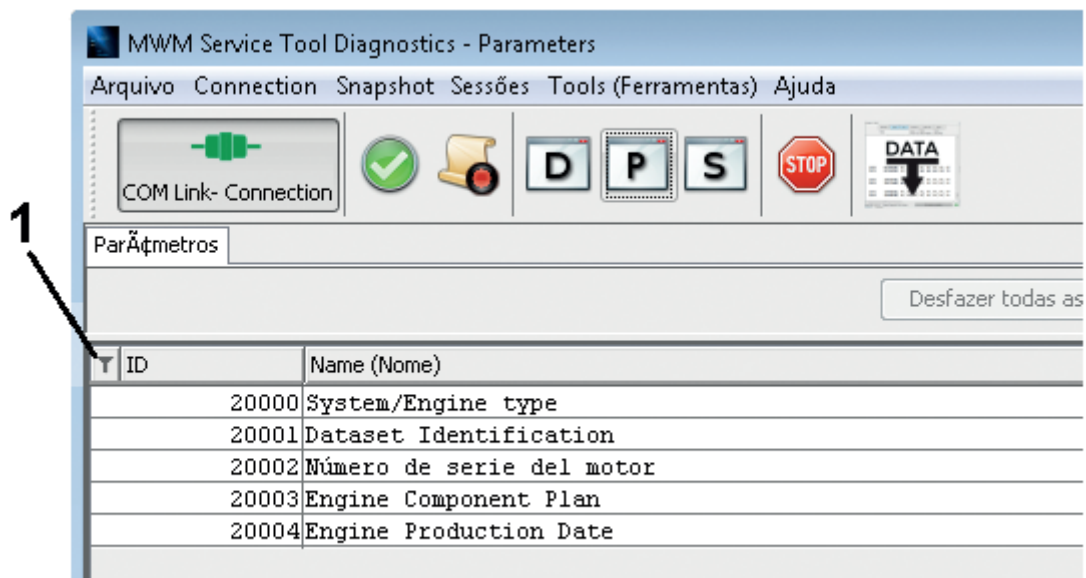 MWM Service Tool Diagnostics - Parameters
Arquivo Connection Snapshot Sessões Tools (Ferramentas) Ajuda
COM Link- Connection
D P S STOP DATA
1
ParÃ¢metros
Desfazer todas as
ID Name (Nome)
20000 System/Engine type
20001 Dataset Identification
20002 Número de serie del motor
20003 Engine Component Plan
20004 Engine Production Date